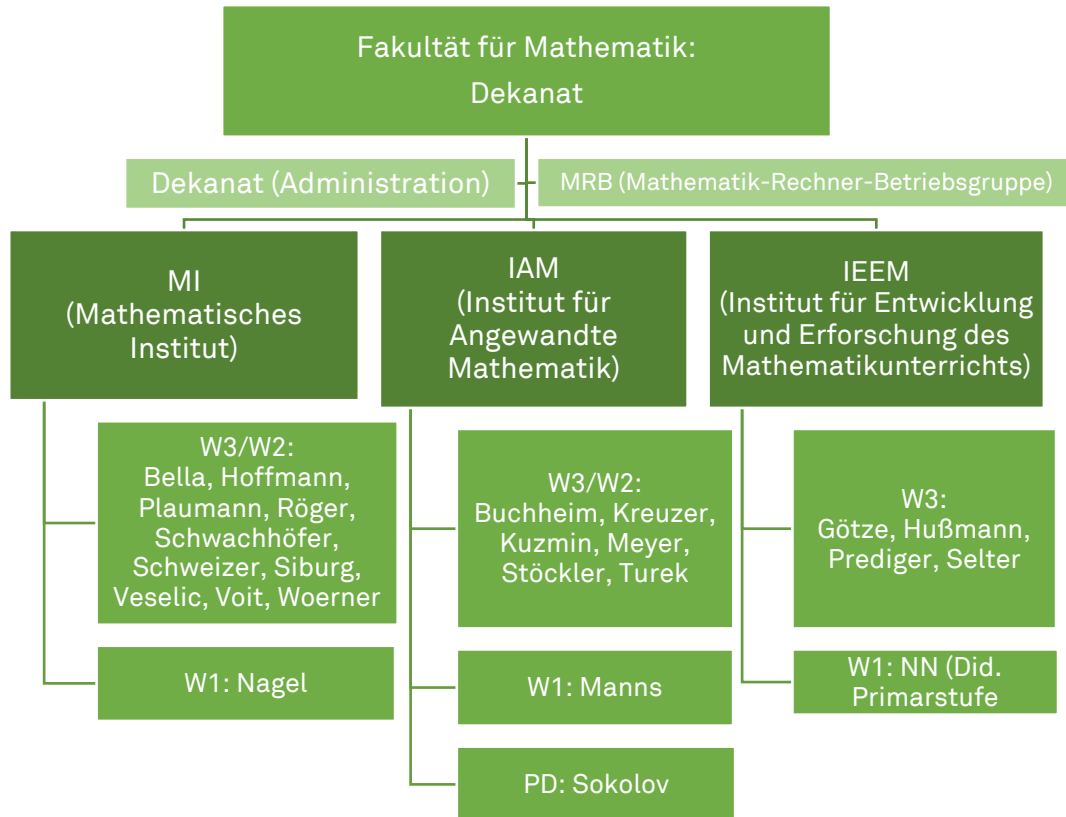 Fakultät für Mathematik:
Dekanat
Dekanat (Administration)
MRB (Mathematik-Rechner-Betriebsgruppe)
MI
(Mathematisches
Institut)
IAM
(Institut für
Angewandte
Mathematik)
IEEM
(Institut für Entwicklung
und Erforschung des
Mathematikunterrichts)
W3/W2:
Bella, Hoffmann,
Plaumann, Röger,
Schwachhöfer,
Schweizer, Siburg,
Veselic, Voit, Woerner
W3/W2:
Buchheim, Kreuzer,
Kuzmin, Meyer,
Stöckler, Turek
W3:
Götze, Hußmann,
Prediger, Selter
W1: Nagel
W1: Manns
W1: NN (Did.
Primarstufe
PD: Sokolov